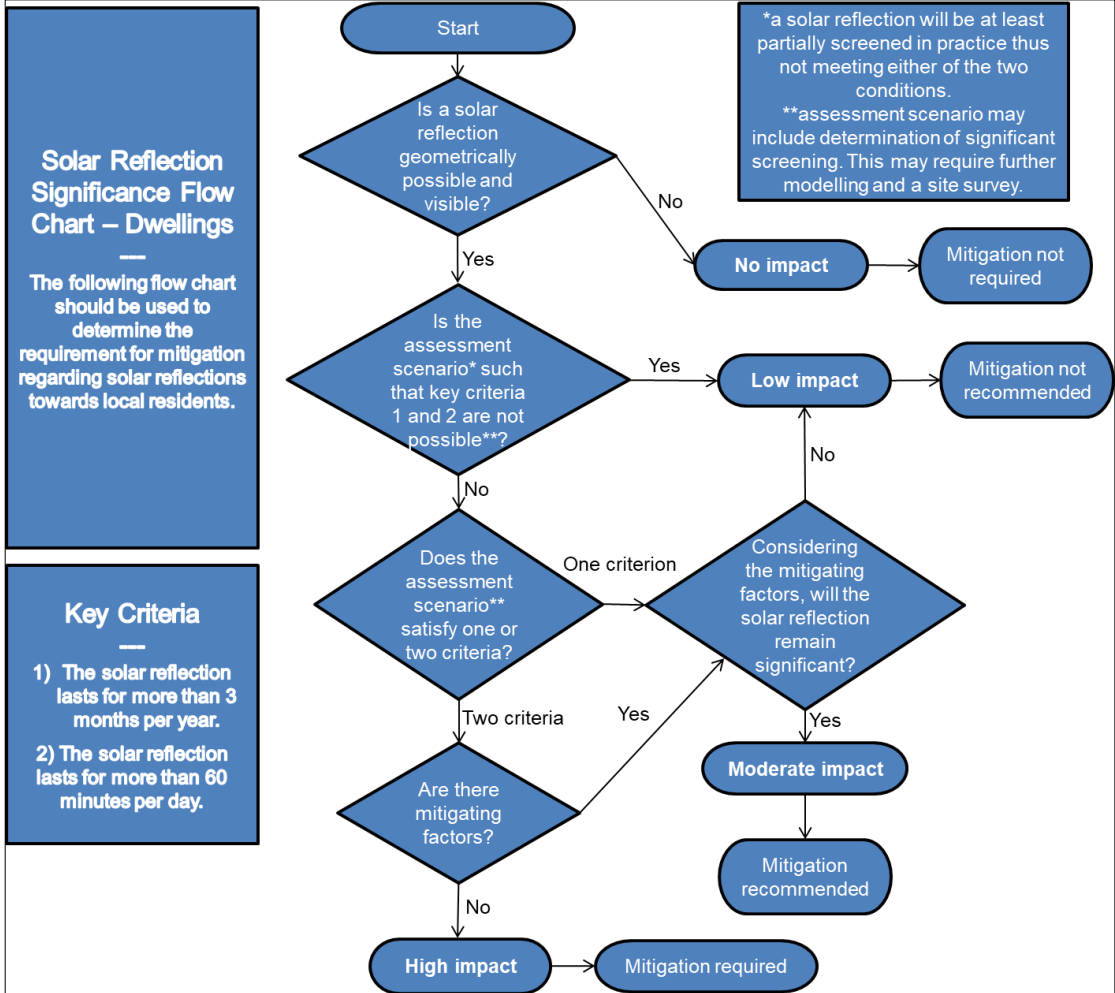 Solar Reflection
Significance Flow
Chart – Dwellings
---
The following flow chart
should be used to
determine the
requirement for mitigation
regarding solar reflections
towards local residents.
Key Criteria
---
1) The solar reflection
lasts for more than 3
months per year.
2) The solar reflection
lasts for more than 60
minutes per day.
*a solar reflection will be at least
partially screened in practice thus
not meeting either of the two
conditions.
**assessment scenario may
include determination of significant
screening. This may require further
modelling and a site survey.
Start
Is a solar
reflection
geometrically
possible and
visible?
No
No impact
Mitigation not
required
Yes
Is the
assessment
scenario* such
that key criteria
1 and 2 are not
possible**?
Yes
Low impact
Mitigation not
recommended
No
No
Does the
assessment
scenario**
satisfy one or
two criteria?
One criterion
Considering
the mitigating
factors, will the
solar reflection
remain
significant?
Two criteria
Yes
Yes
Are there
mitigating
factors?
Moderate impact
Mitigation
recommended
No
High impact
Mitigation required